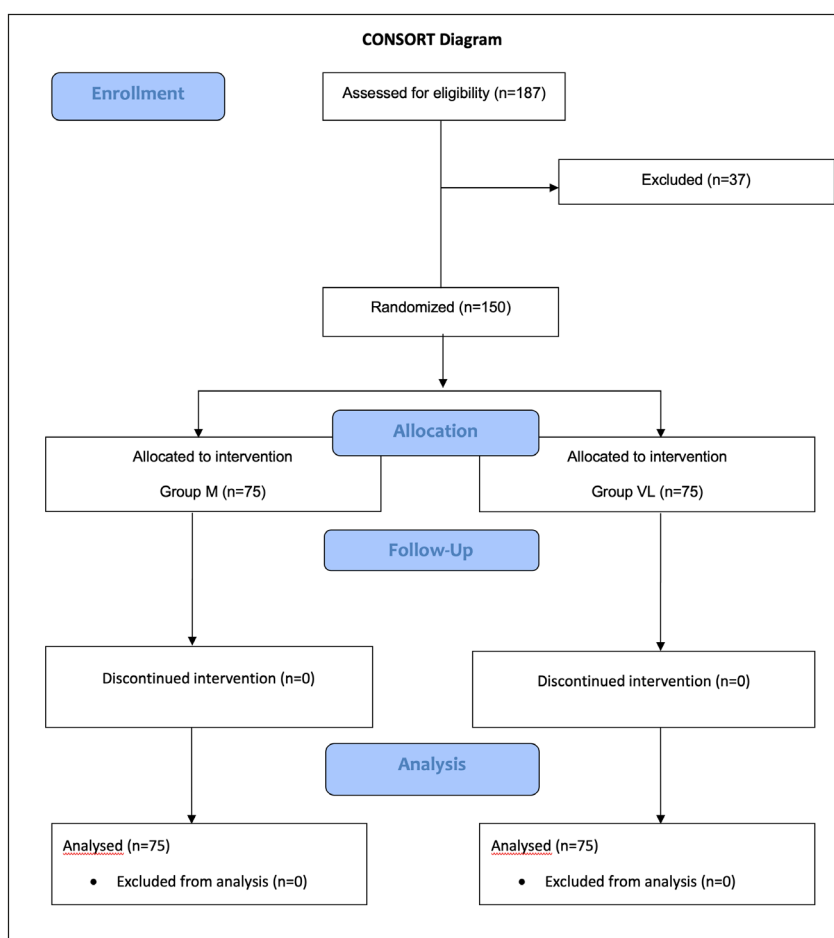 CONSORT Diagram
Enrollment
Assessed for eligibility (n=187)
Excluded (n=37)
Randomized (n=150)
Allocation
Allocated to intervention
Group M (n=75)
Allocated to intervention
Group VL (n=75)
Follow-Up
Discontinued intervention (n=0)
Discontinued intervention (n=0)
Analysis
Analysed (n=75)
• Excluded from analysis (n=0)
Analysed (n=75)
• Excluded from analysis (n=0)